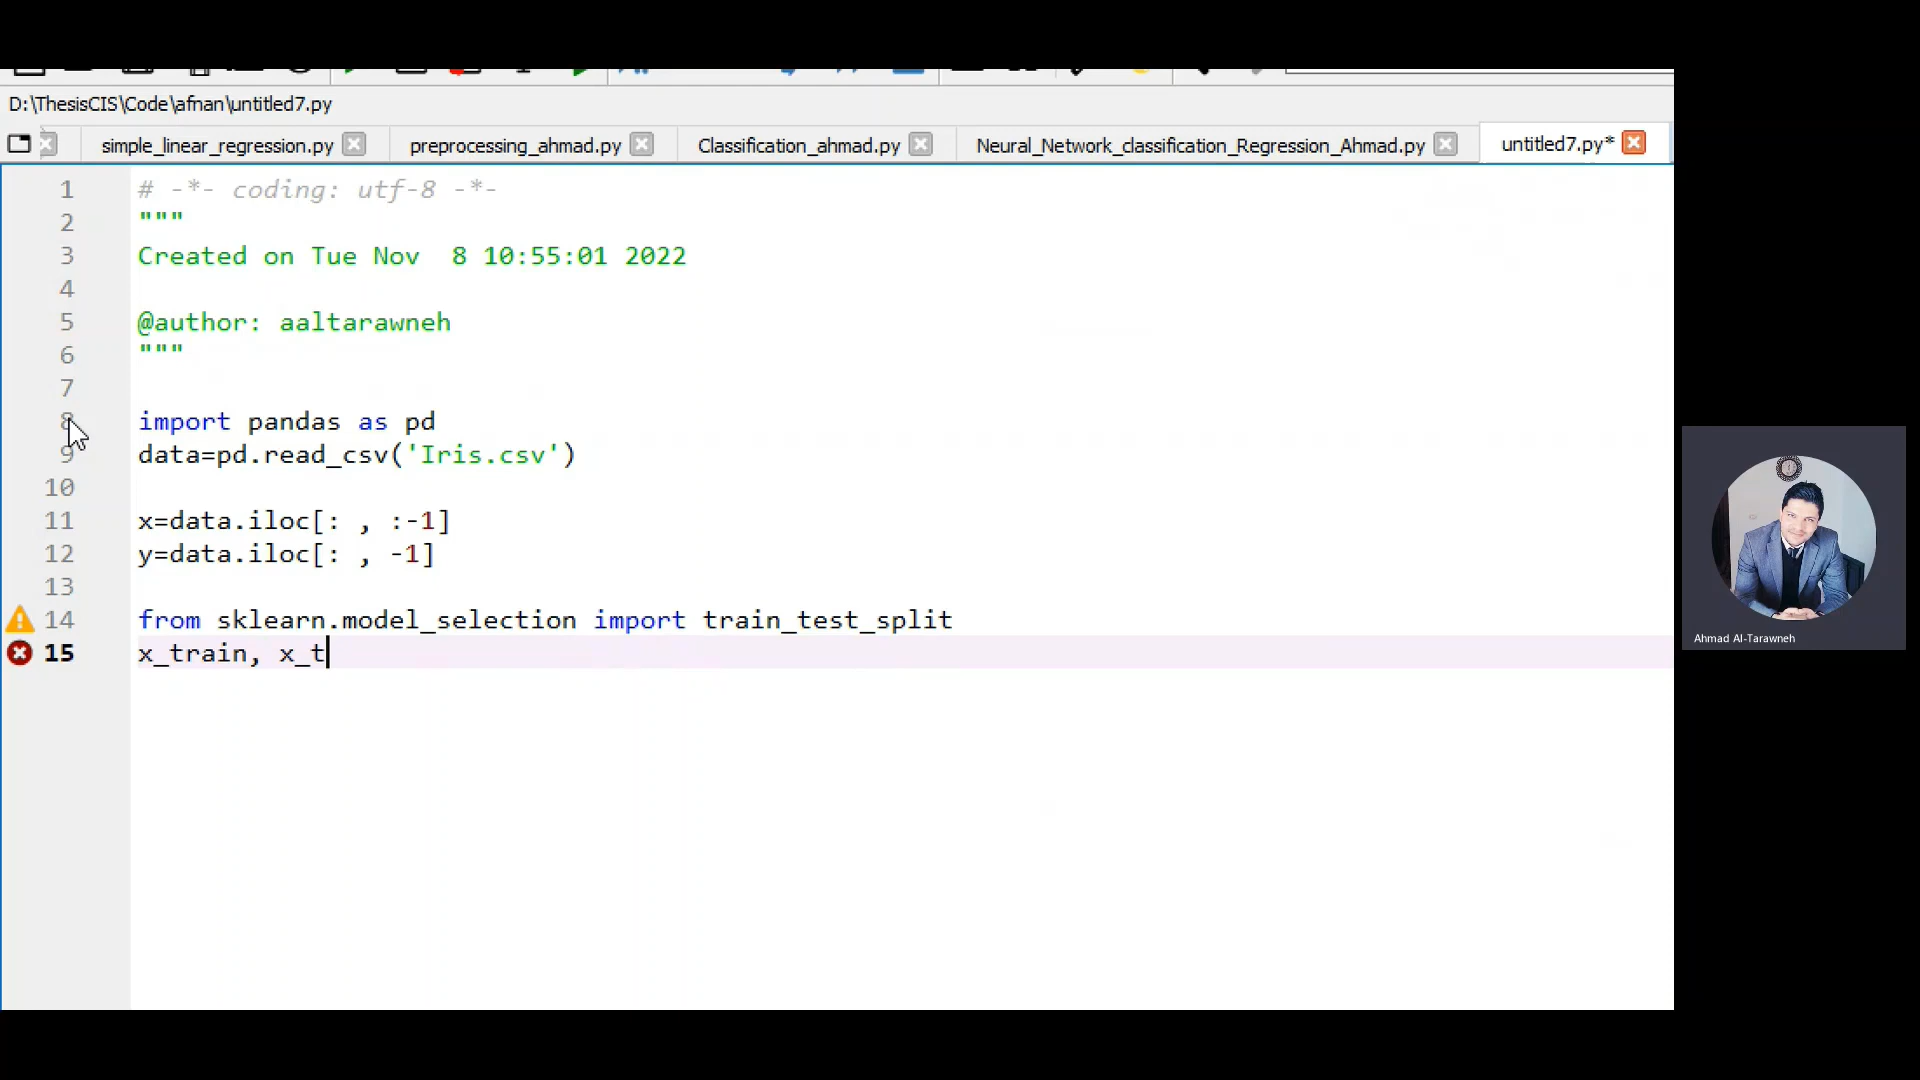 D:\ThesisCIS\Code\afnan\untitled7.py
simple_linear_regression.py preprocessing_ahmad.py Classification_ahmad.py Neural_Network_classification_Regression_Ahmad.py untitled7.py*
1 # -*- coding: utf-8 -*-
2 """
3 Created on Tue Nov  8 10:55:01 2022
4
5 @author: aaltarawneh
6 """
7
8 import pandas as pd
9 data=pd.read_csv('Iris.csv')
10
11 x=data.iloc[: , :-1]
12 y=data.iloc[: , -1]
13
14 from sklearn.model_selection import train_test_split
15 x_train, x_t
Ahmad Al-Tarawneh